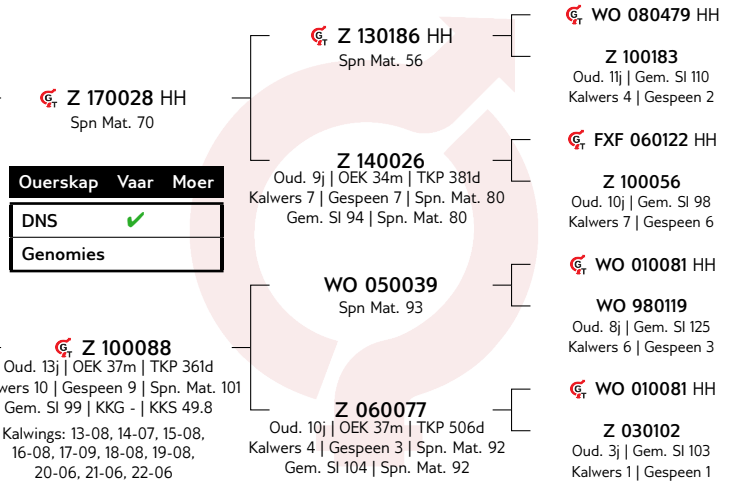 WO 080479 HH
Z 130186 HH
Spn Mat. 56
Z 100183
Oud. 11j | Gem. SI 110
Kalwers 4 | Gespeen 2
Z 170028 HH
Spn Mat. 70
FXF 060122 HH
Z 140026
Oud. 9j | OEK 34m | TKP 381d
Kalwers 7 | Gespeen 7 | Spn. Mat. 80
Gem. SI 94 | Spn. Mat. 80
Z 100056
Oud. 10j | Gem. SI 98
Kalwers 7 | Gespeen 6
Ouerskap Vaar Moer
DNS ✔
Genomies
WO 010081 HH
WO 050039
Spn Mat. 93
WO 980119
Oud. 8j | Gem. SI 125
Kalwers 6 | Gespeen 3
Z 100088
Oud. 13j | OEK 37m | TKP 361d
wers 10 | Gespeen 9 | Spn. Mat. 101
Gem. SI 99 | KKG - | KKS 49.8
Kalwings: 13-08, 14-07, 15-08,
16-08, 17-09, 18-08, 19-08,
20-06, 21-06, 22-06
WO 010081 HH
Z 060077
Oud. 10j | OEK 37m | TKP 506d
Kalwers 4 | Gespeen 3 | Spn. Mat. 92
Gem. SI 104 | Spn. Mat. 92
Z 030102
Oud. 3j | Gem. SI 103
Kalwers 1 | Gespeen 1